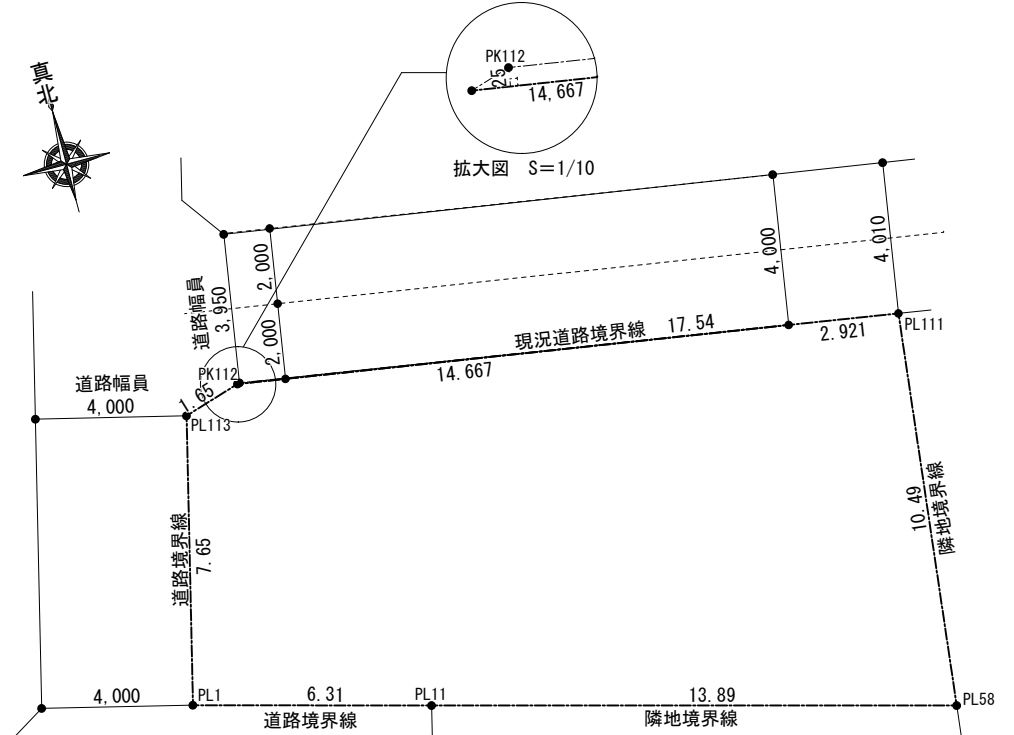 真北
PK112
25
14,667
拡大図 S=1/10
道路幅員
3,950
2,000
2,000
4,000
4,010
現況道路境界線 17.54
2.921
PL111
PK112
14.667
道路幅員
4,000
1.65
PL113
道路境界線
7.65
10.49
隣地境界線
4,000
PL1
6.31
PL11
13.89
PL58
道路境界線
隣地境界線